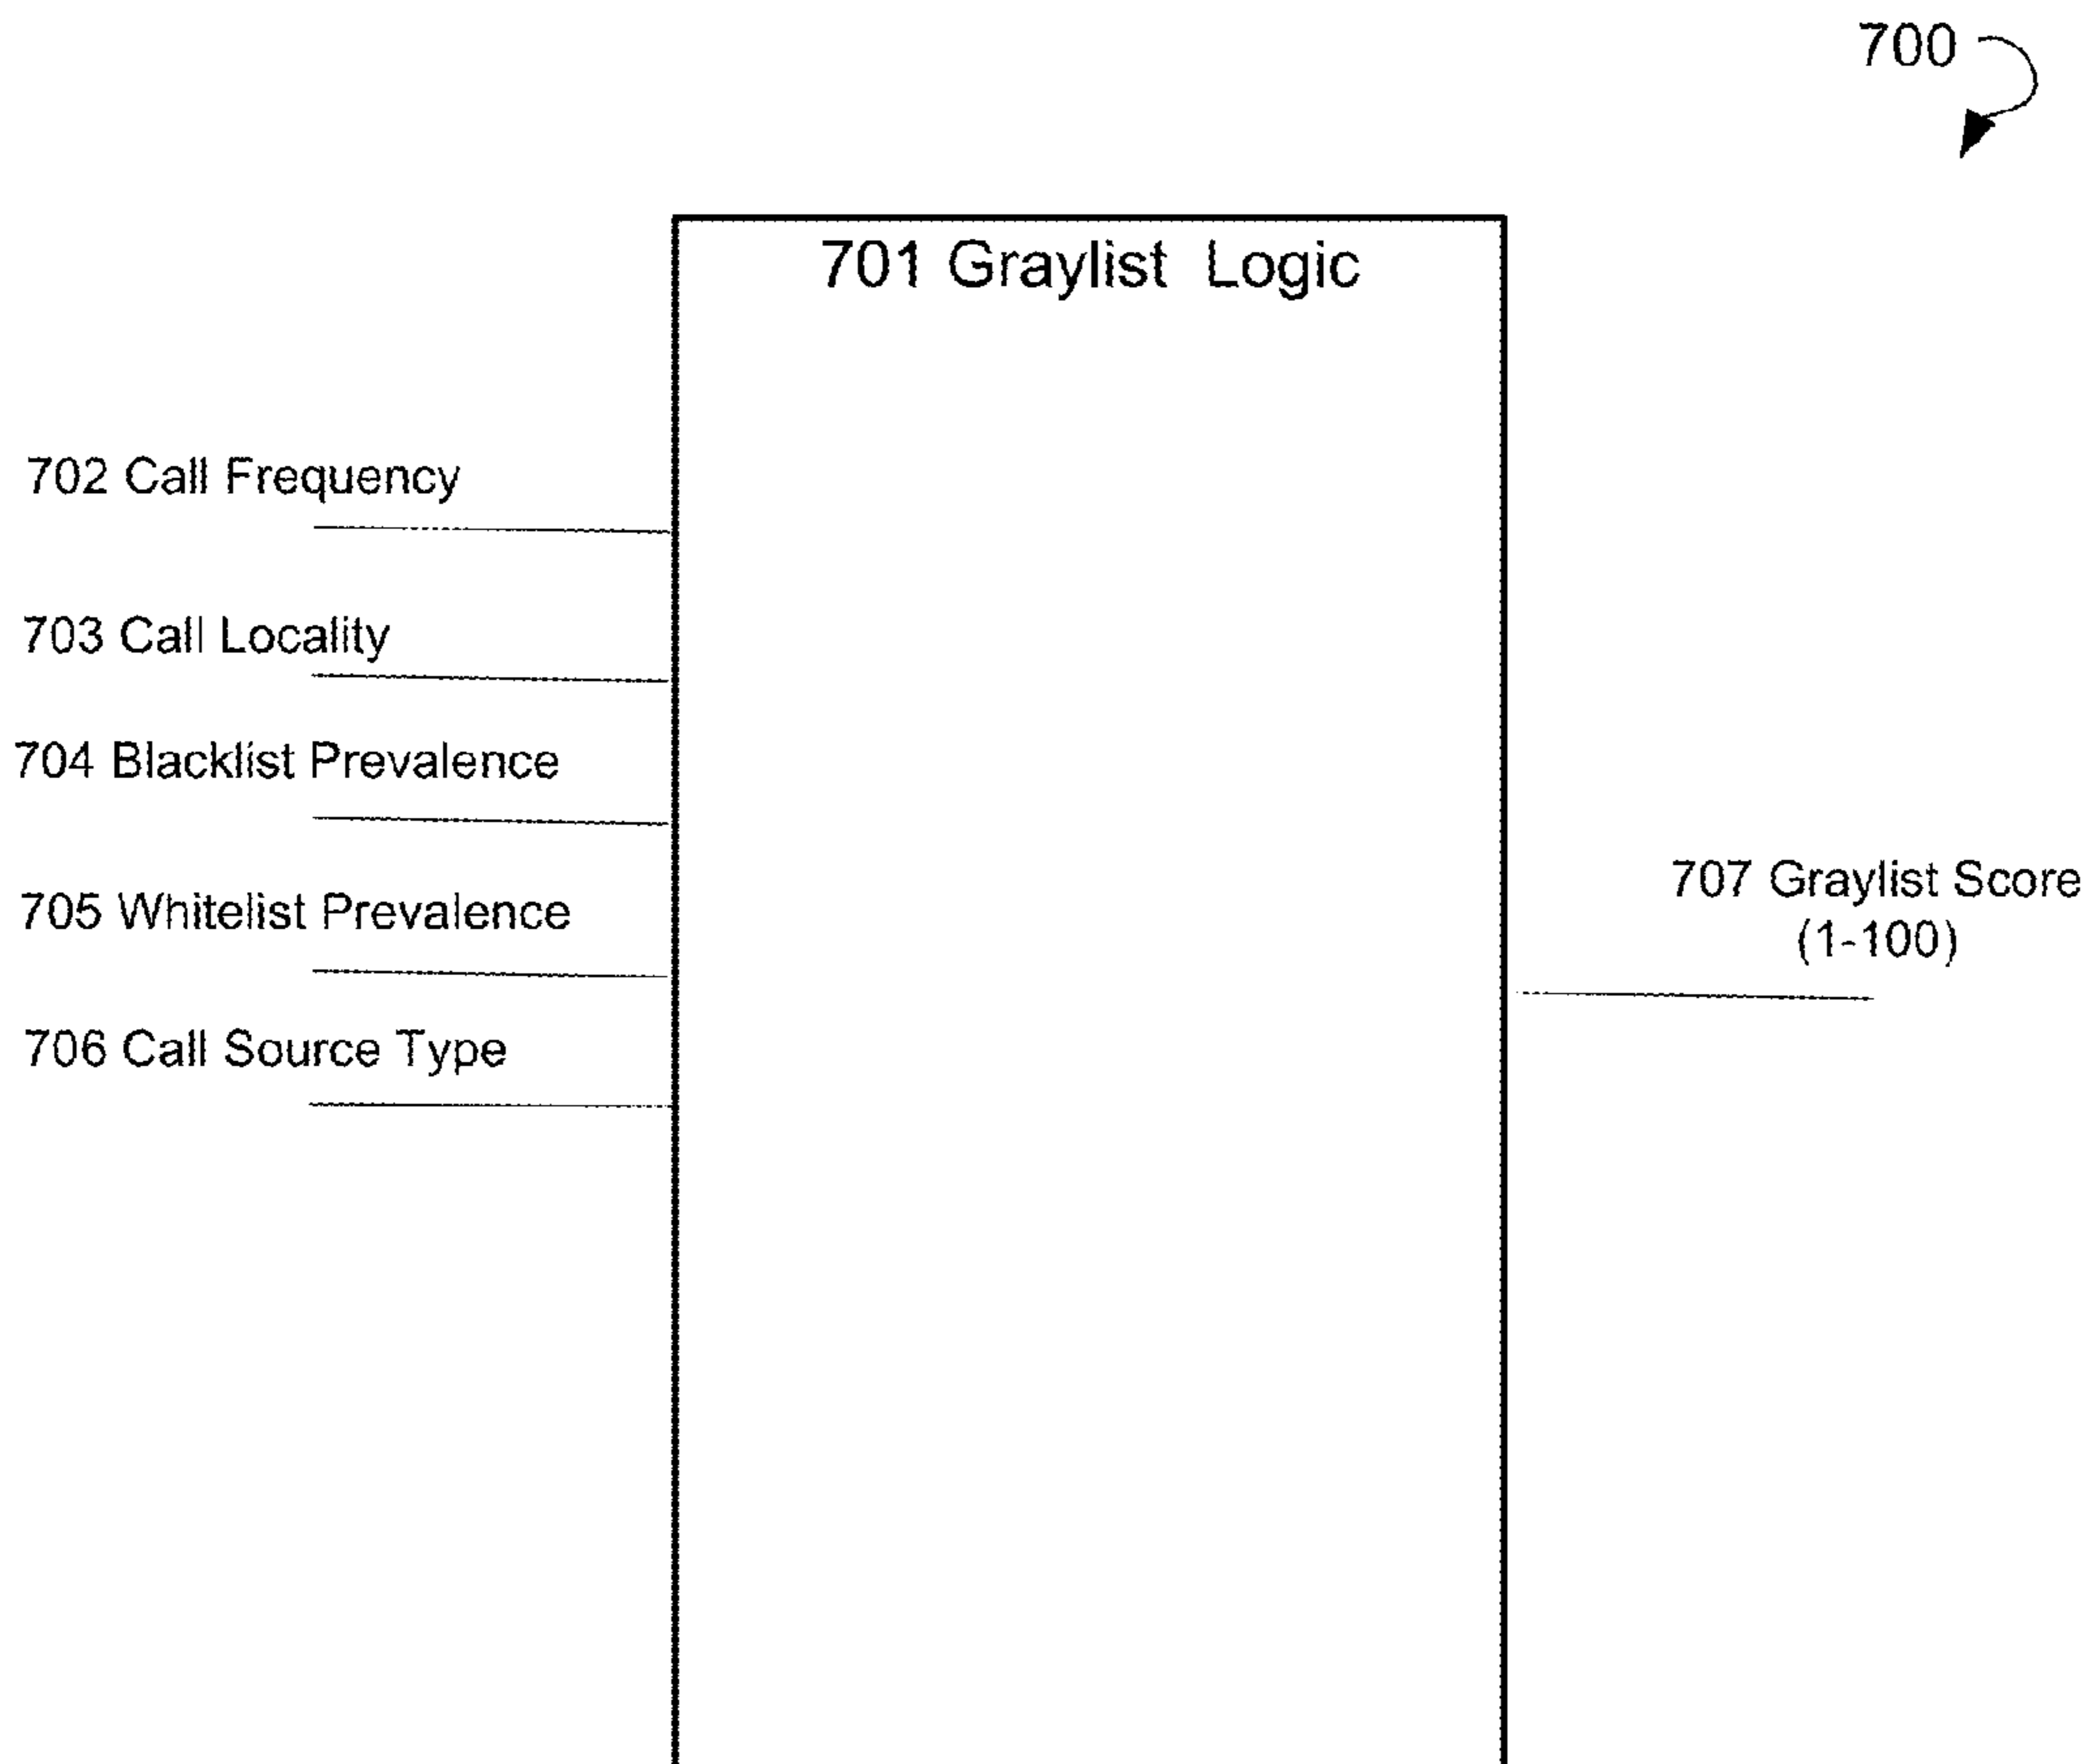 700
701 Graylist Logic
702 Call Frequency
703 Call Locality
704 Blacklist Prevalence
705 Whitelist Prevalence
706 Call Source Type
707 Graylist Score
(1-100)